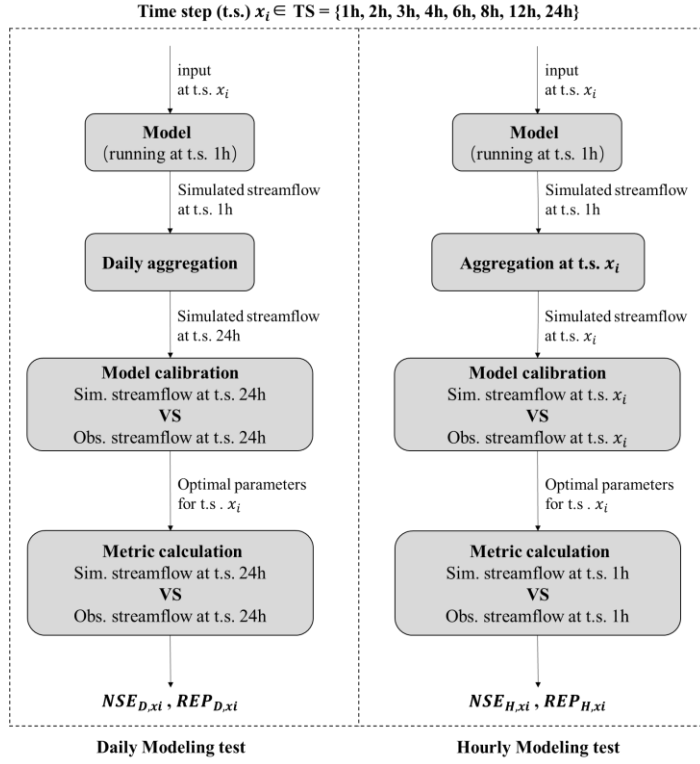 Time step (t.s.) xᵢ ∈ TS = {1h, 2h, 3h, 4h, 6h, 8h, 12h, 24h}
input
at t.s. xᵢ
Model
(running at t.s. 1h)
Simulated streamflow
at t.s. 1h
Daily aggregation
Simulated streamflow
at t.s. 24h
Model calibration
Sim. streamflow at t.s. 24h
VS
Obs. streamflow at t.s. 24h
Optimal parameters
for t.s . xᵢ
Metric calculation
Sim. streamflow at t.s. 24h
VS
Obs. streamflow at t.s. 24h
NSE_{D,xi} , REP_{D,xi}
Daily Modeling test
input
at t.s. xᵢ
Model
(running at t.s. 1h)
Simulated streamflow
at t.s. 1h
Aggregation at t.s. xᵢ
Simulated streamflow
at t.s. xᵢ
Model calibration
Sim. streamflow at t.s. xᵢ
VS
Obs. streamflow at t.s. xᵢ
Optimal parameters
for t.s. xᵢ
Metric calculation
Sim. streamflow at t.s. 1h
VS
Obs. streamflow at t.s. 1h
NSE_{H,xi} , REP_{H,xi}
Hourly Modeling test